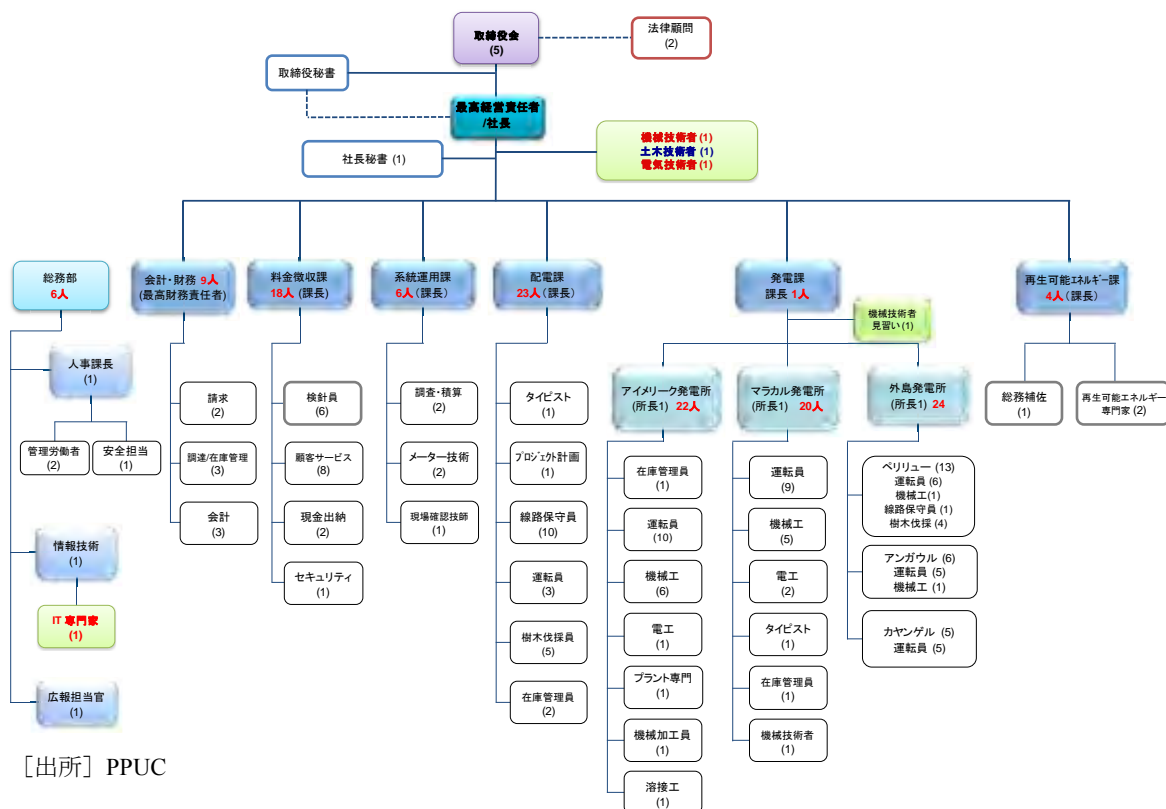 取締役会
(5)
法律顧問
(2)
取締役秘書
最高経営責任者
/社長
社長秘書 (1)
機械技術者 (1)
土木技術者 (1)
電気技術者 (1)
総務部
6人
会計・財務 9人
(最高財務責任者)
料金徴収課
18人 (課長)
系統運用課
6人 (課長)
配電課
23人 (課長)
発電課
課長 1人
再生可能エネルギー課
4人 (課長)
機械技術者
見習い (1)
人事課長
(1)
管理労働者
(2)
安全担当
(1)
情報技術
(1)
IT 専門家
(1)
広報担当官
(1)
請求
(2)
調達/在庫管理
(3)
会計
(3)
検針員
(6)
顧客サービス
(8)
現金出納
(2)
セキュリティ
(1)
調査・積算
(2)
メーター技術
(2)
現場確認技師
(1)
タイピスト
(1)
プロジェクト計画
(1)
線路保守員
(10)
運転員
(3)
樹木伐採員
(5)
在庫管理員
(2)
アイメリーク発電所
(所長1) 22人
在庫管理員
(1)
運転員
(10)
機械工
(6)
電工
(1)
プラント専門
(1)
機械加工員
(1)
溶接工
(1)
マラカル発電所
(所長1) 20人
運転員
(9)
機械工
(5)
電工
(2)
タイピスト
(1)
在庫管理員
(1)
機械技術者
(1)
外島発電所
(所長1) 24
ペリリュー (13)
運転員 (6)
機械工(1)
線路保守員 (1)
樹木伐採 (4)
アンガウル (6)
運転員 (5)
機械工 (1)
カヤンゲル (5)
運転員 (5)
総務補佐
(1)
再生可能エネルギー
専門家 (2)
［出所］PPUC